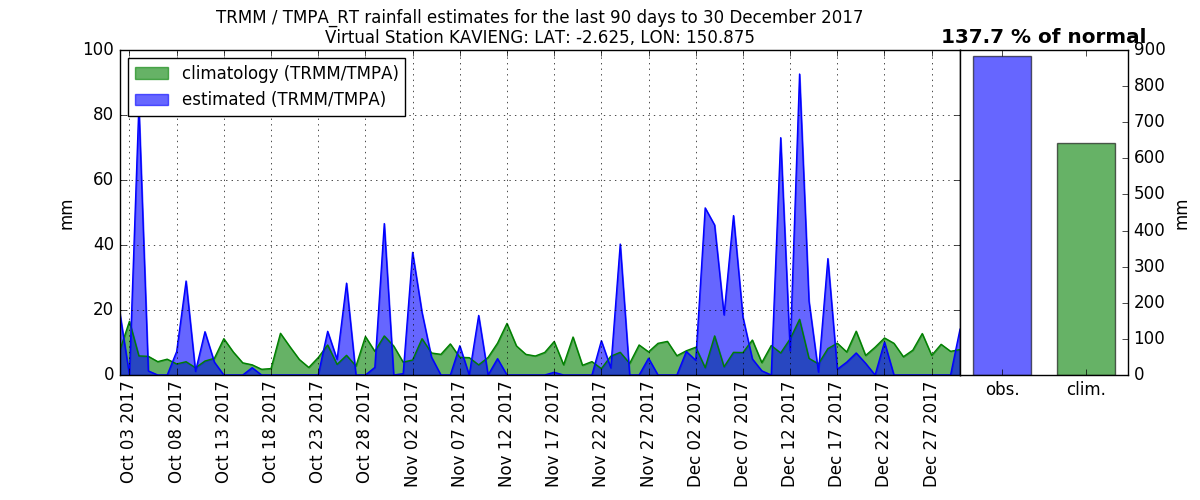 TRMM / TMPA_RT rainfall estimates for the last 90 days to 30 December 2017
Virtual Station KAVIENG: LAT: -2.625, LON: 150.875
137.7 % of normal
climatology (TRMM/TMPA)
estimated (TRMM/TMPA)
100
80
60
40
20
0
mm
900
800
700
600
500
400
300
200
100
0
mm
Oct 03 2017
Oct 08 2017
Oct 13 2017
Oct 18 2017
Oct 23 2017
Oct 28 2017
Nov 02 2017
Nov 07 2017
Nov 12 2017
Nov 17 2017
Nov 22 2017
Nov 27 2017
Dec 02 2017
Dec 07 2017
Dec 12 2017
Dec 17 2017
Dec 22 2017
Dec 27 2017
obs.
clim.